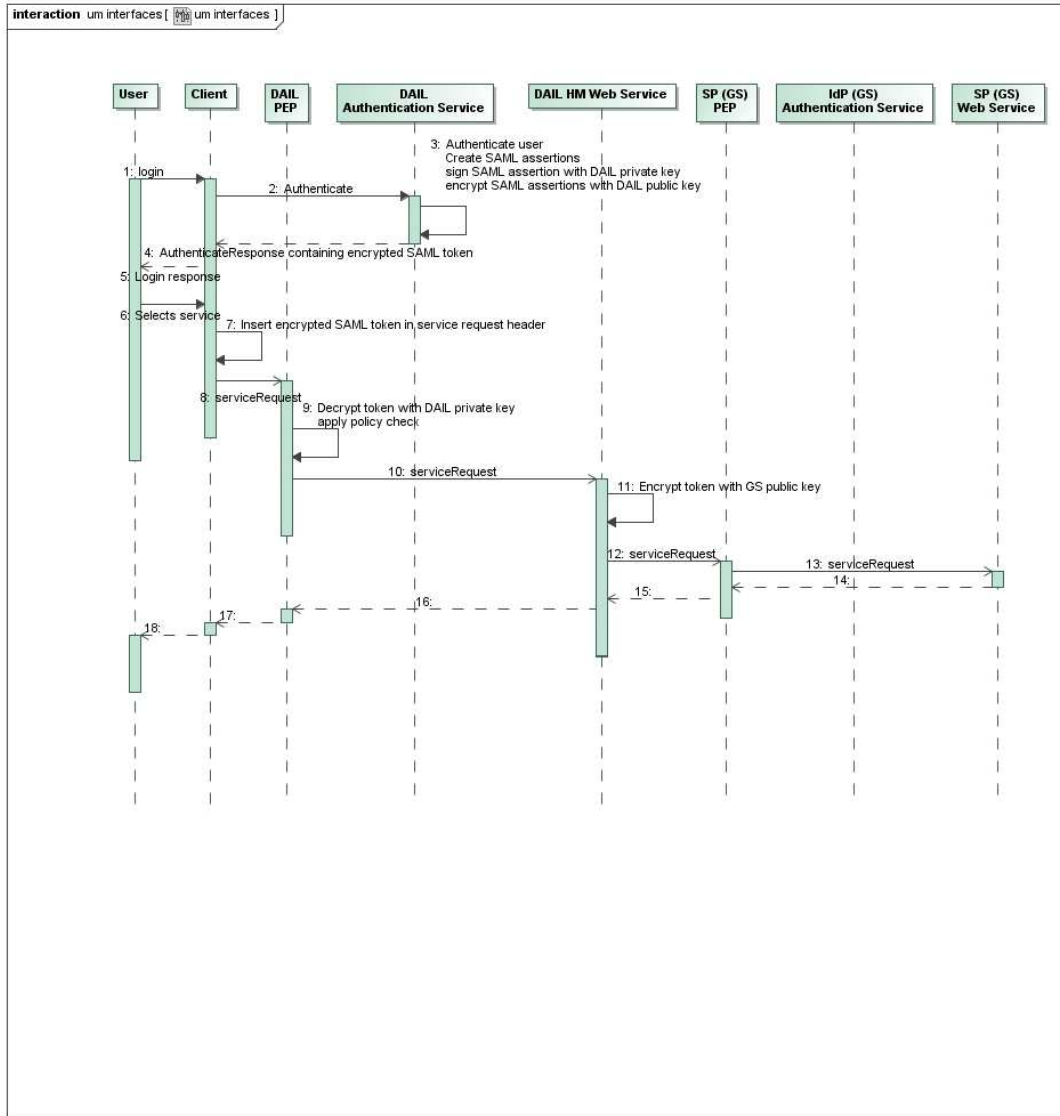 interaction um interfaces [ um interfaces ]
User
Client
DAIL
PEP
DAIL
Authentication Service
DAIL HM Web Service
SP (GS)
PEP
IdP (GS)
Authentication Service
SP (GS)
Web Service
3: Authenticate user
Create SAML assertions
sign SAML assertion with DAIL private key
encrypt SAML assertions with DAIL public key
1: login
2: Authenticate
4: AuthenticateResponse containing encrypted SAML token
5: Login response
6: Selects service
7: Insert encrypted SAML token in service request header
8: serviceRequest
9: Decrypt token with DAIL private key
apply policy check
10: serviceRequest
11: Encrypt token with GS public key
12: serviceRequest
13: serviceRequest
14:
15:
16:
17:
18: